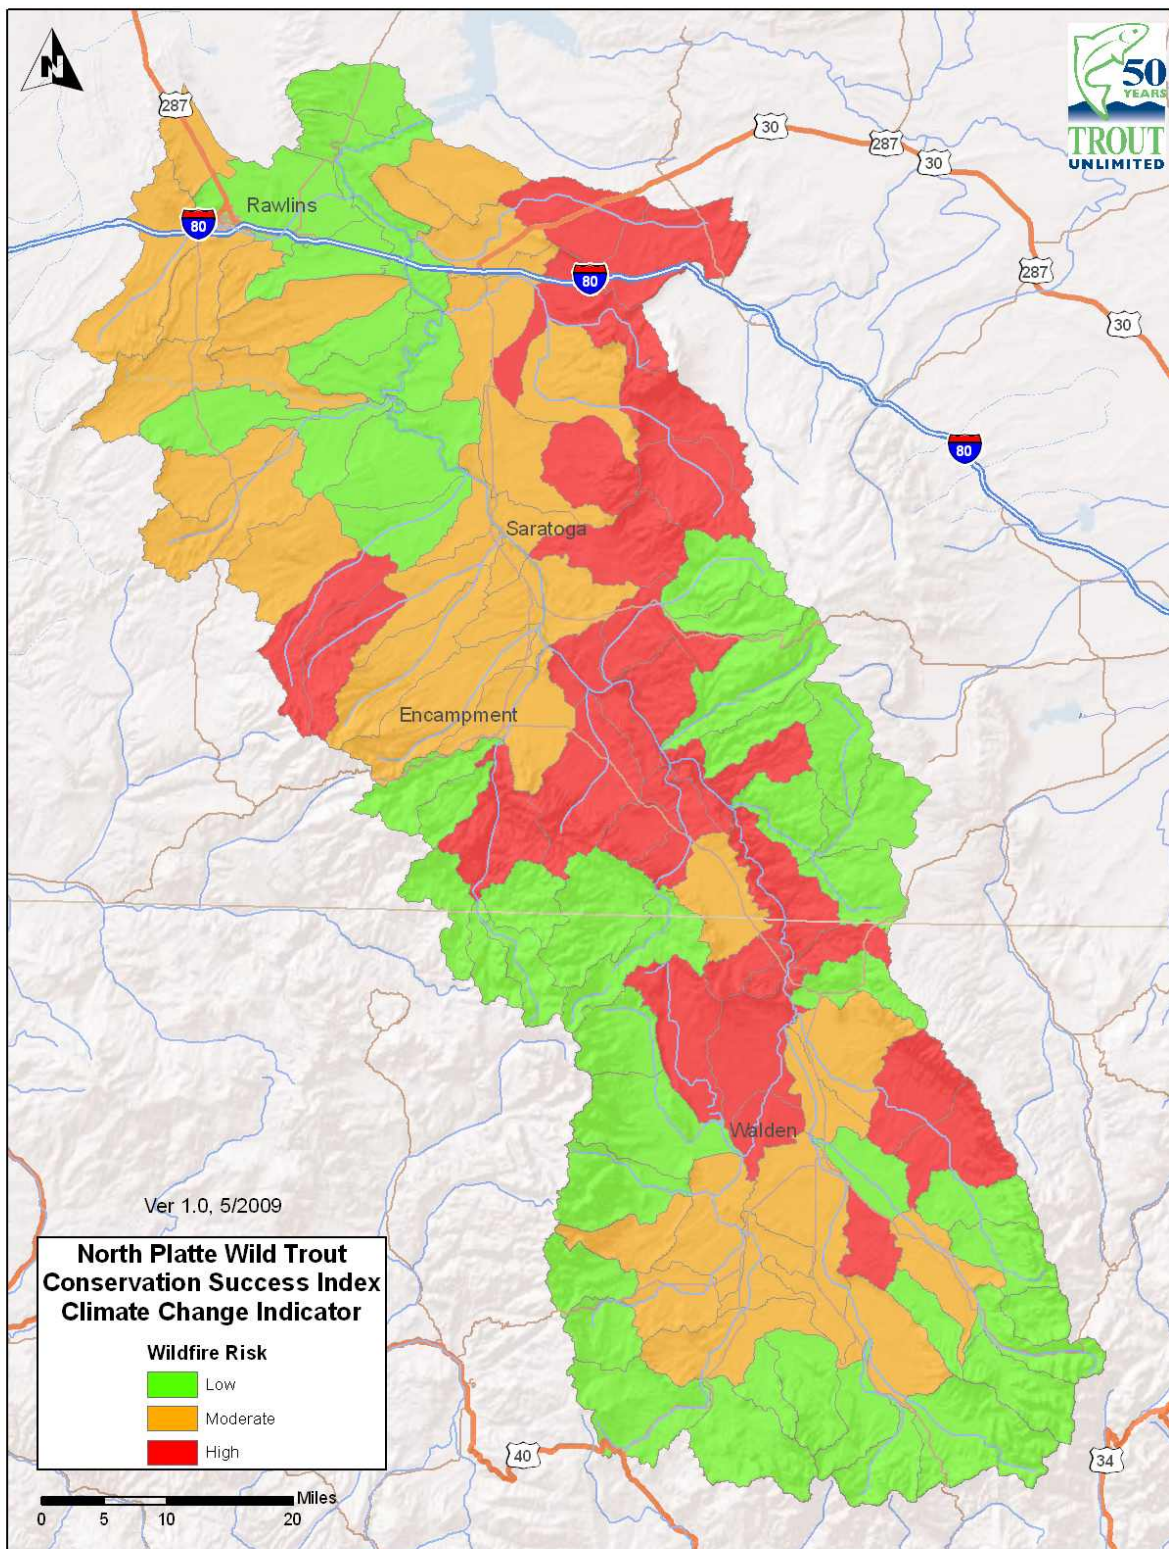 N
287
50
YEARS
TROUT
UNLIMITED
30
287
30
Rawlins
80
80
287
30
80
Saratoga
Encampment
Walden
Ver 1.0, 5/2009
North Platte Wild Trout
Conservation Success Index
Climate Change Indicator
Wildfire Risk
Low
Moderate
High
40
34
Miles
0 5 10 20